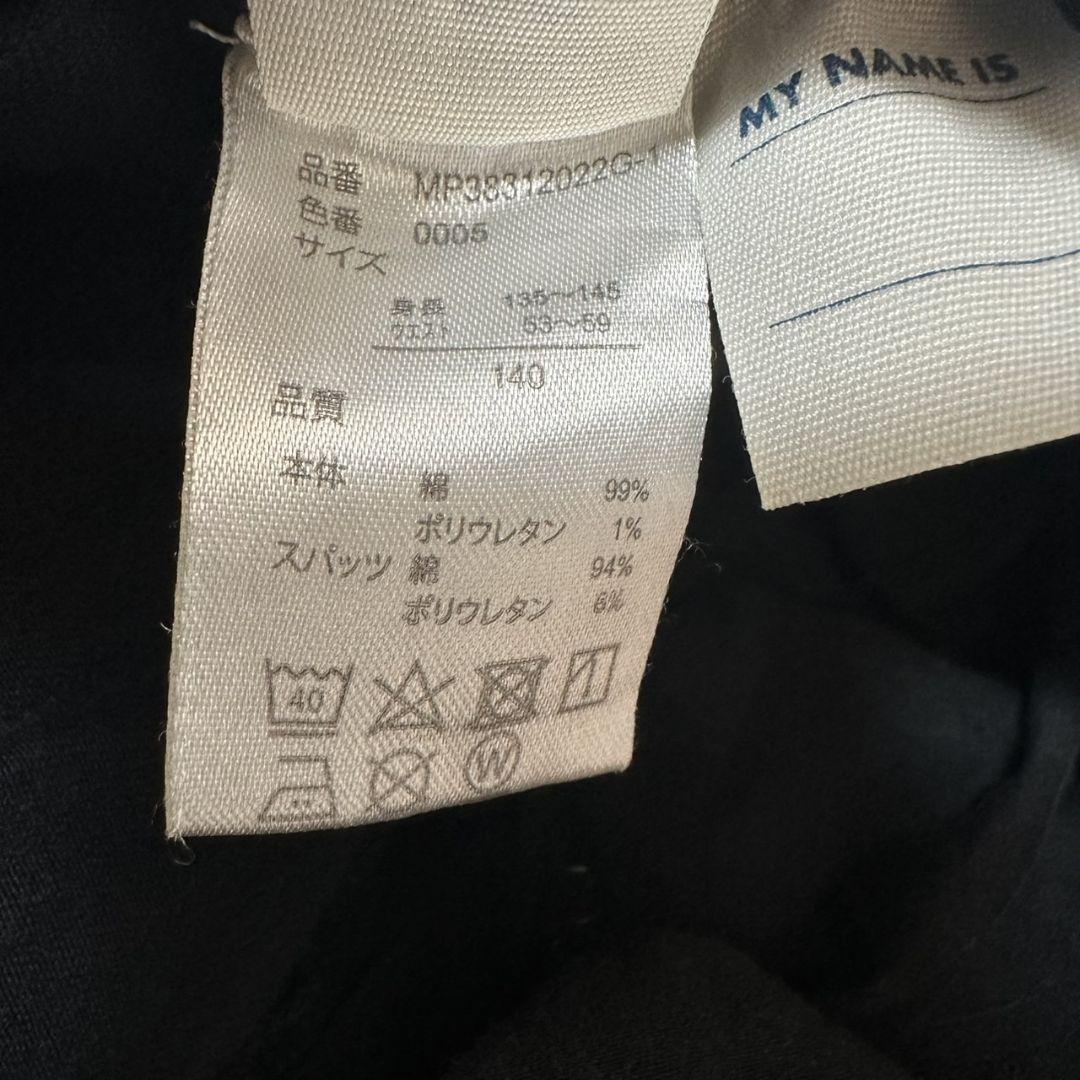 MY NAME IS
品番 MP38312022G-1
色番 0005
サイズ
身長 135〜145
ウエスト 53〜59
140
品質
本体 綿 99%
ポリウレタン 1%
スパッツ 綿 94%
ポリウレタン 6%
40
1
W